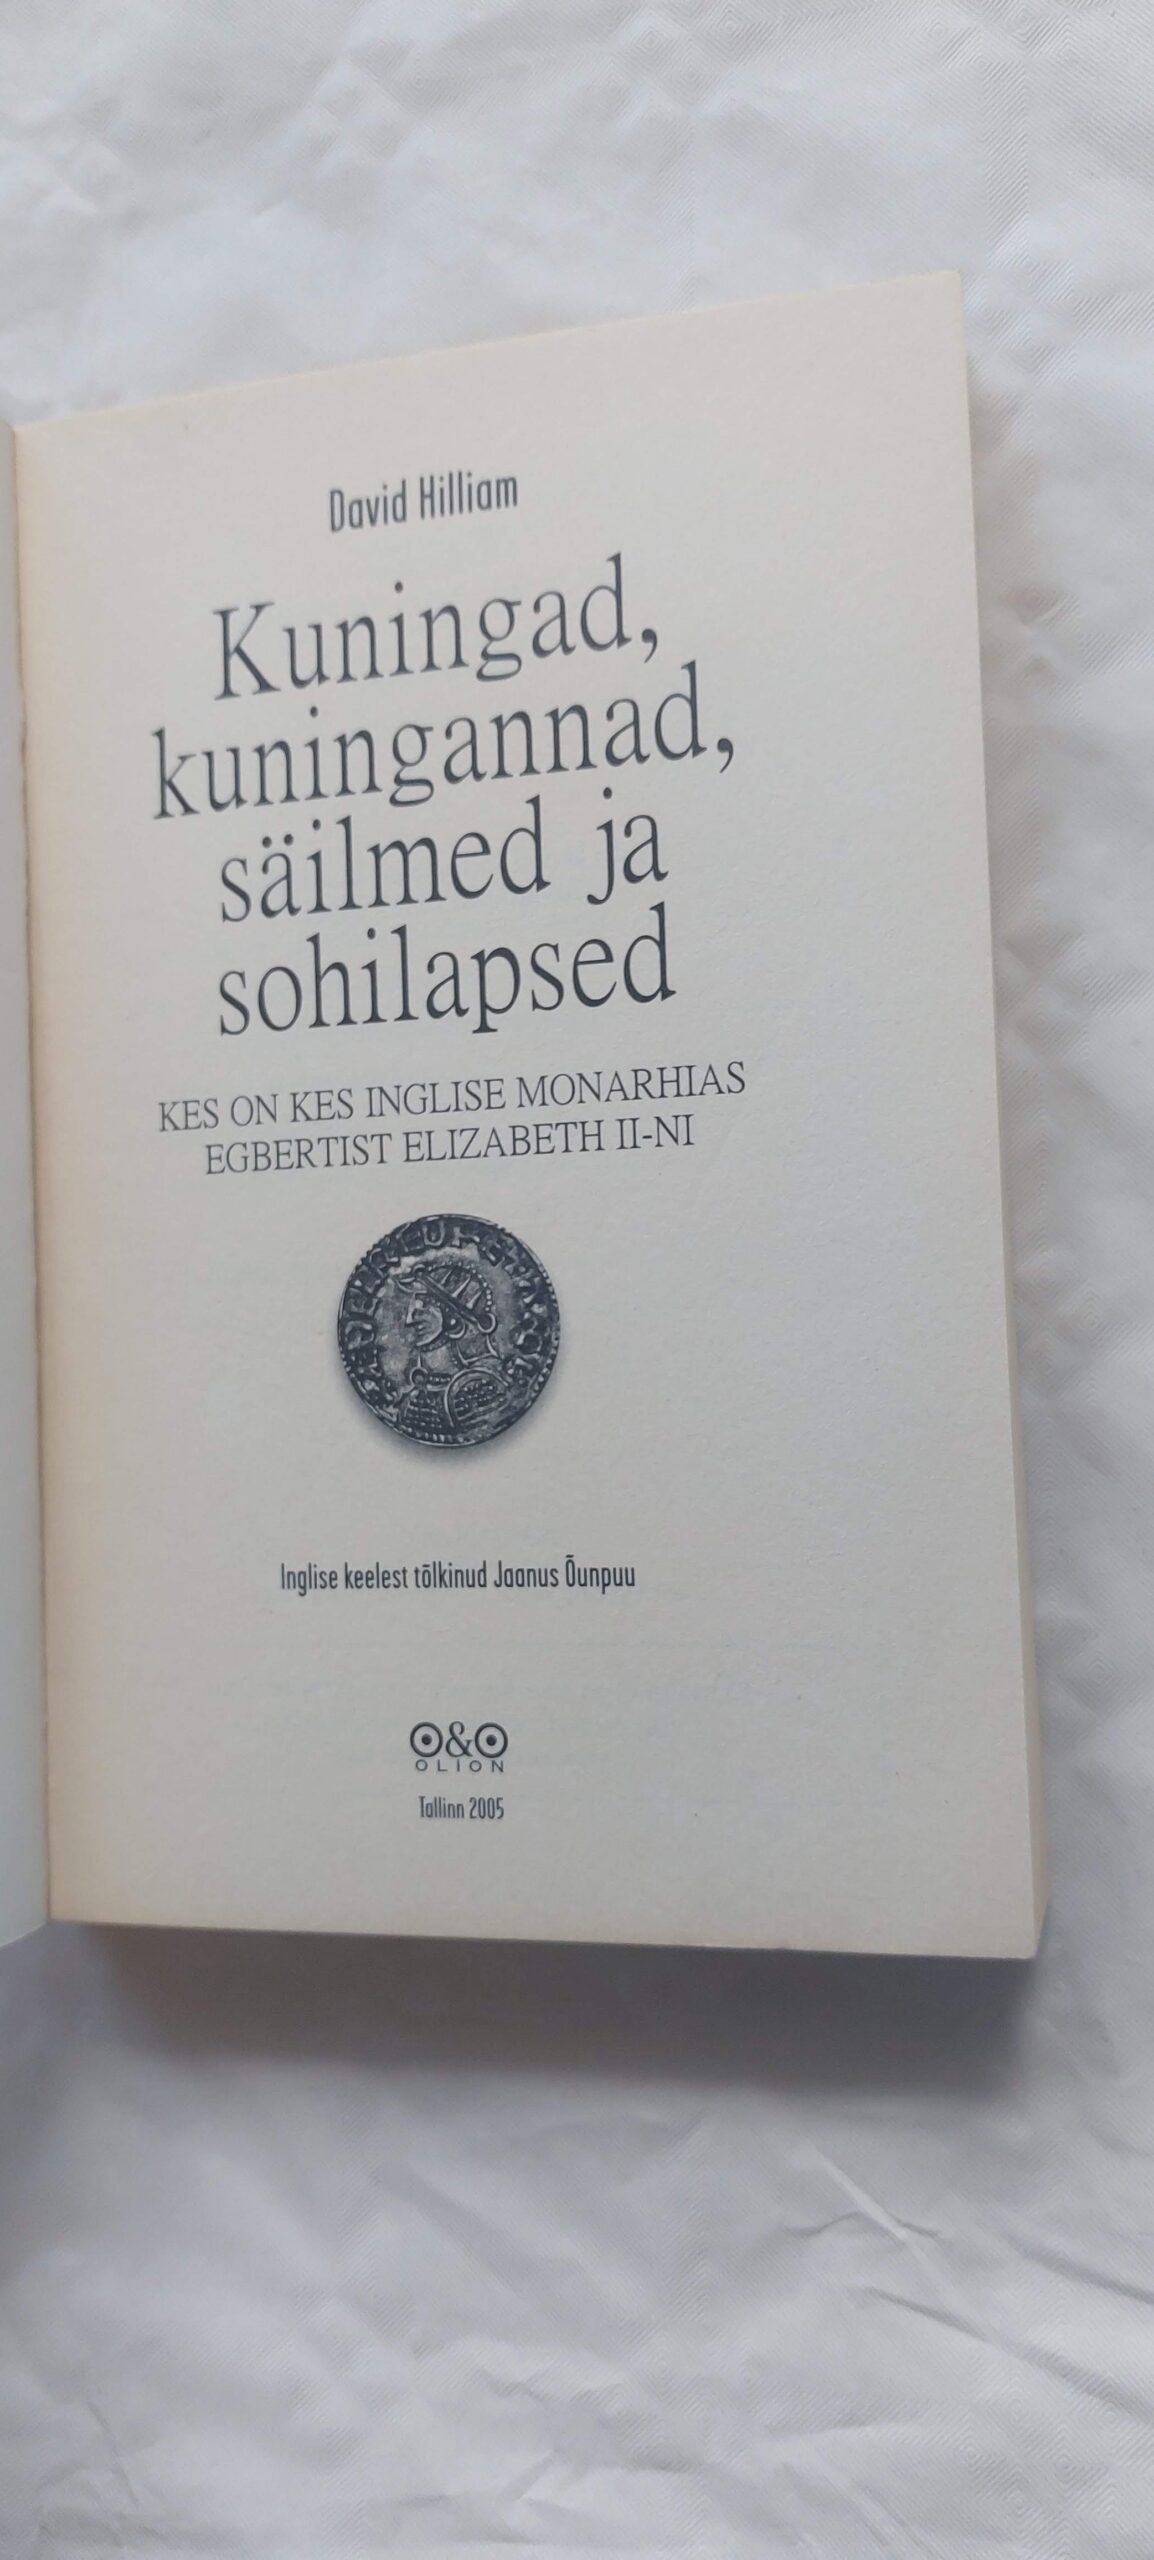 David Hilliam
Kuningad,
kuningannad,
säilmed ja
sohilapsed
KES ON KES INGLISE MONARHIAS
EGBERTIST ELIZABETH II-NI
Inglise keelest tõlkinud Jaanus Õunpuu
O&O
OLION
Tallinn 2005